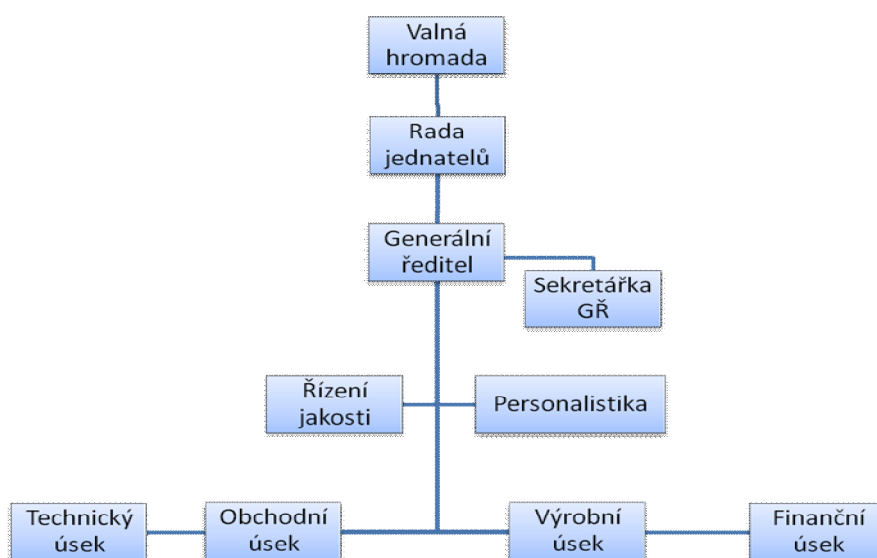 Valná
hromada
Rada
jednatelů
Generální
ředitel
Sekretářka
GŘ
Řízení
jakosti
Personalistika
Technický
úsek
Obchodní
úsek
Výrobní
úsek
Finanční
úsek